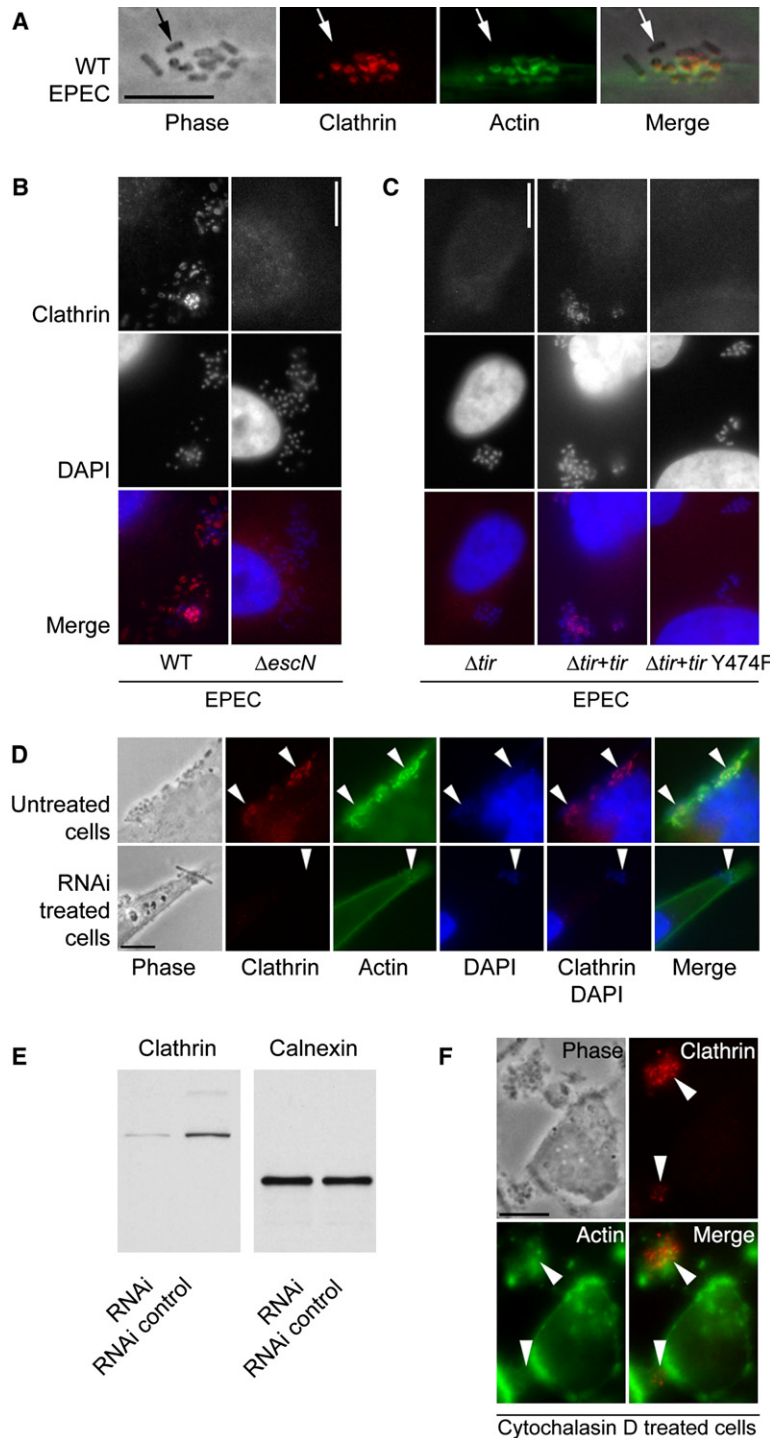 A
WT
EPEC
Phase Clathrin Actin Merge
B
C
Clathrin
DAPI
Merge
WT ΔescN Δtir Δtir+tir Δtir+tir Y474F
EPEC EPEC
D
Untreated
cells
RNAi
treated
cells
Phase Clathrin Actin DAPI Clathrin Merge
DAPI
E
Clathrin Calnexin
RNAi
RNAi control
RNAi
RNAi control
F
Phase Clathrin
Actin Merge
Cytochalasin D treated cells